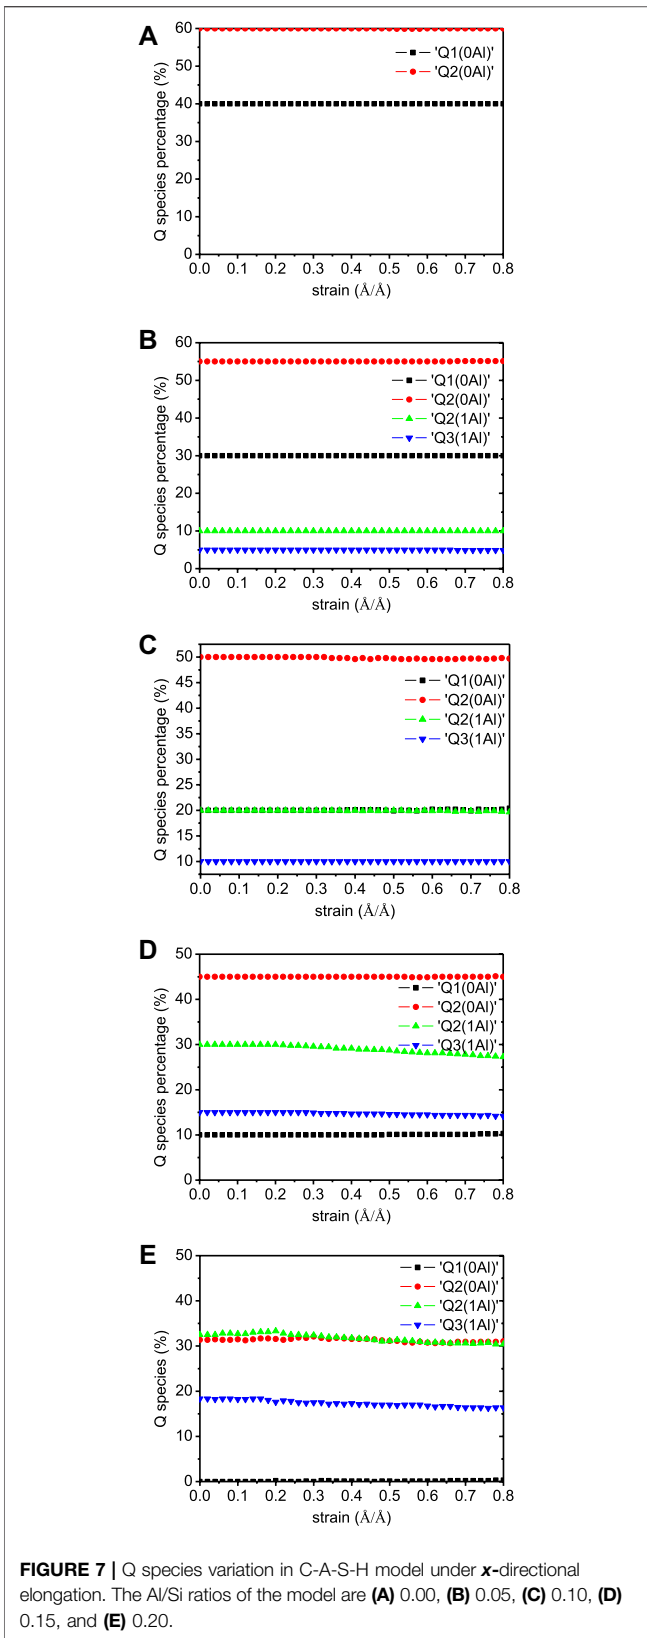 A
Q species percentage (%)
60
50
40
30
20
10
0
'Q1(0Al)'
'Q2(0Al)'
0.0 0.1 0.2 0.3 0.4 0.5 0.6 0.7 0.8
strain (Å/Å)
B
Q species percentage (%)
60
50
40
30
20
10
0
'Q1(0Al)'
'Q2(0Al)'
'Q2(1Al)'
'Q3(1Al)'
0.0 0.1 0.2 0.3 0.4 0.5 0.6 0.7 0.8
strain (Å/Å)
C
Q species percentage (%)
50
45
40
35
30
25
20
15
10
'Q1(0Al)'
'Q2(0Al)'
'Q2(1Al)'
'Q3(1Al)'
0.0 0.1 0.2 0.3 0.4 0.5 0.6 0.7 0.8
strain (Å/Å)
D
Q species percentage (%)
50
40
30
20
10
0
'Q1(0Al)'
'Q2(0Al)'
'Q2(1Al)'
'Q3(1Al)'
0.0 0.1 0.2 0.3 0.4 0.5 0.6 0.7 0.8
strain (Å/Å)
E
Q species (%)
50
40
30
20
10
0
'Q1(0Al)'
'Q2(0Al)'
'Q2(1Al)'
'Q3(1Al)'
0.0 0.1 0.2 0.3 0.4 0.5 0.6 0.7 0.8
strain (Å/Å)
FIGURE 7 | Q species variation in C-A-S-H model under x-directional
elongation. The Al/Si ratios of the model are (A) 0.00, (B) 0.05, (C) 0.10, (D)
0.15, and (E) 0.20.